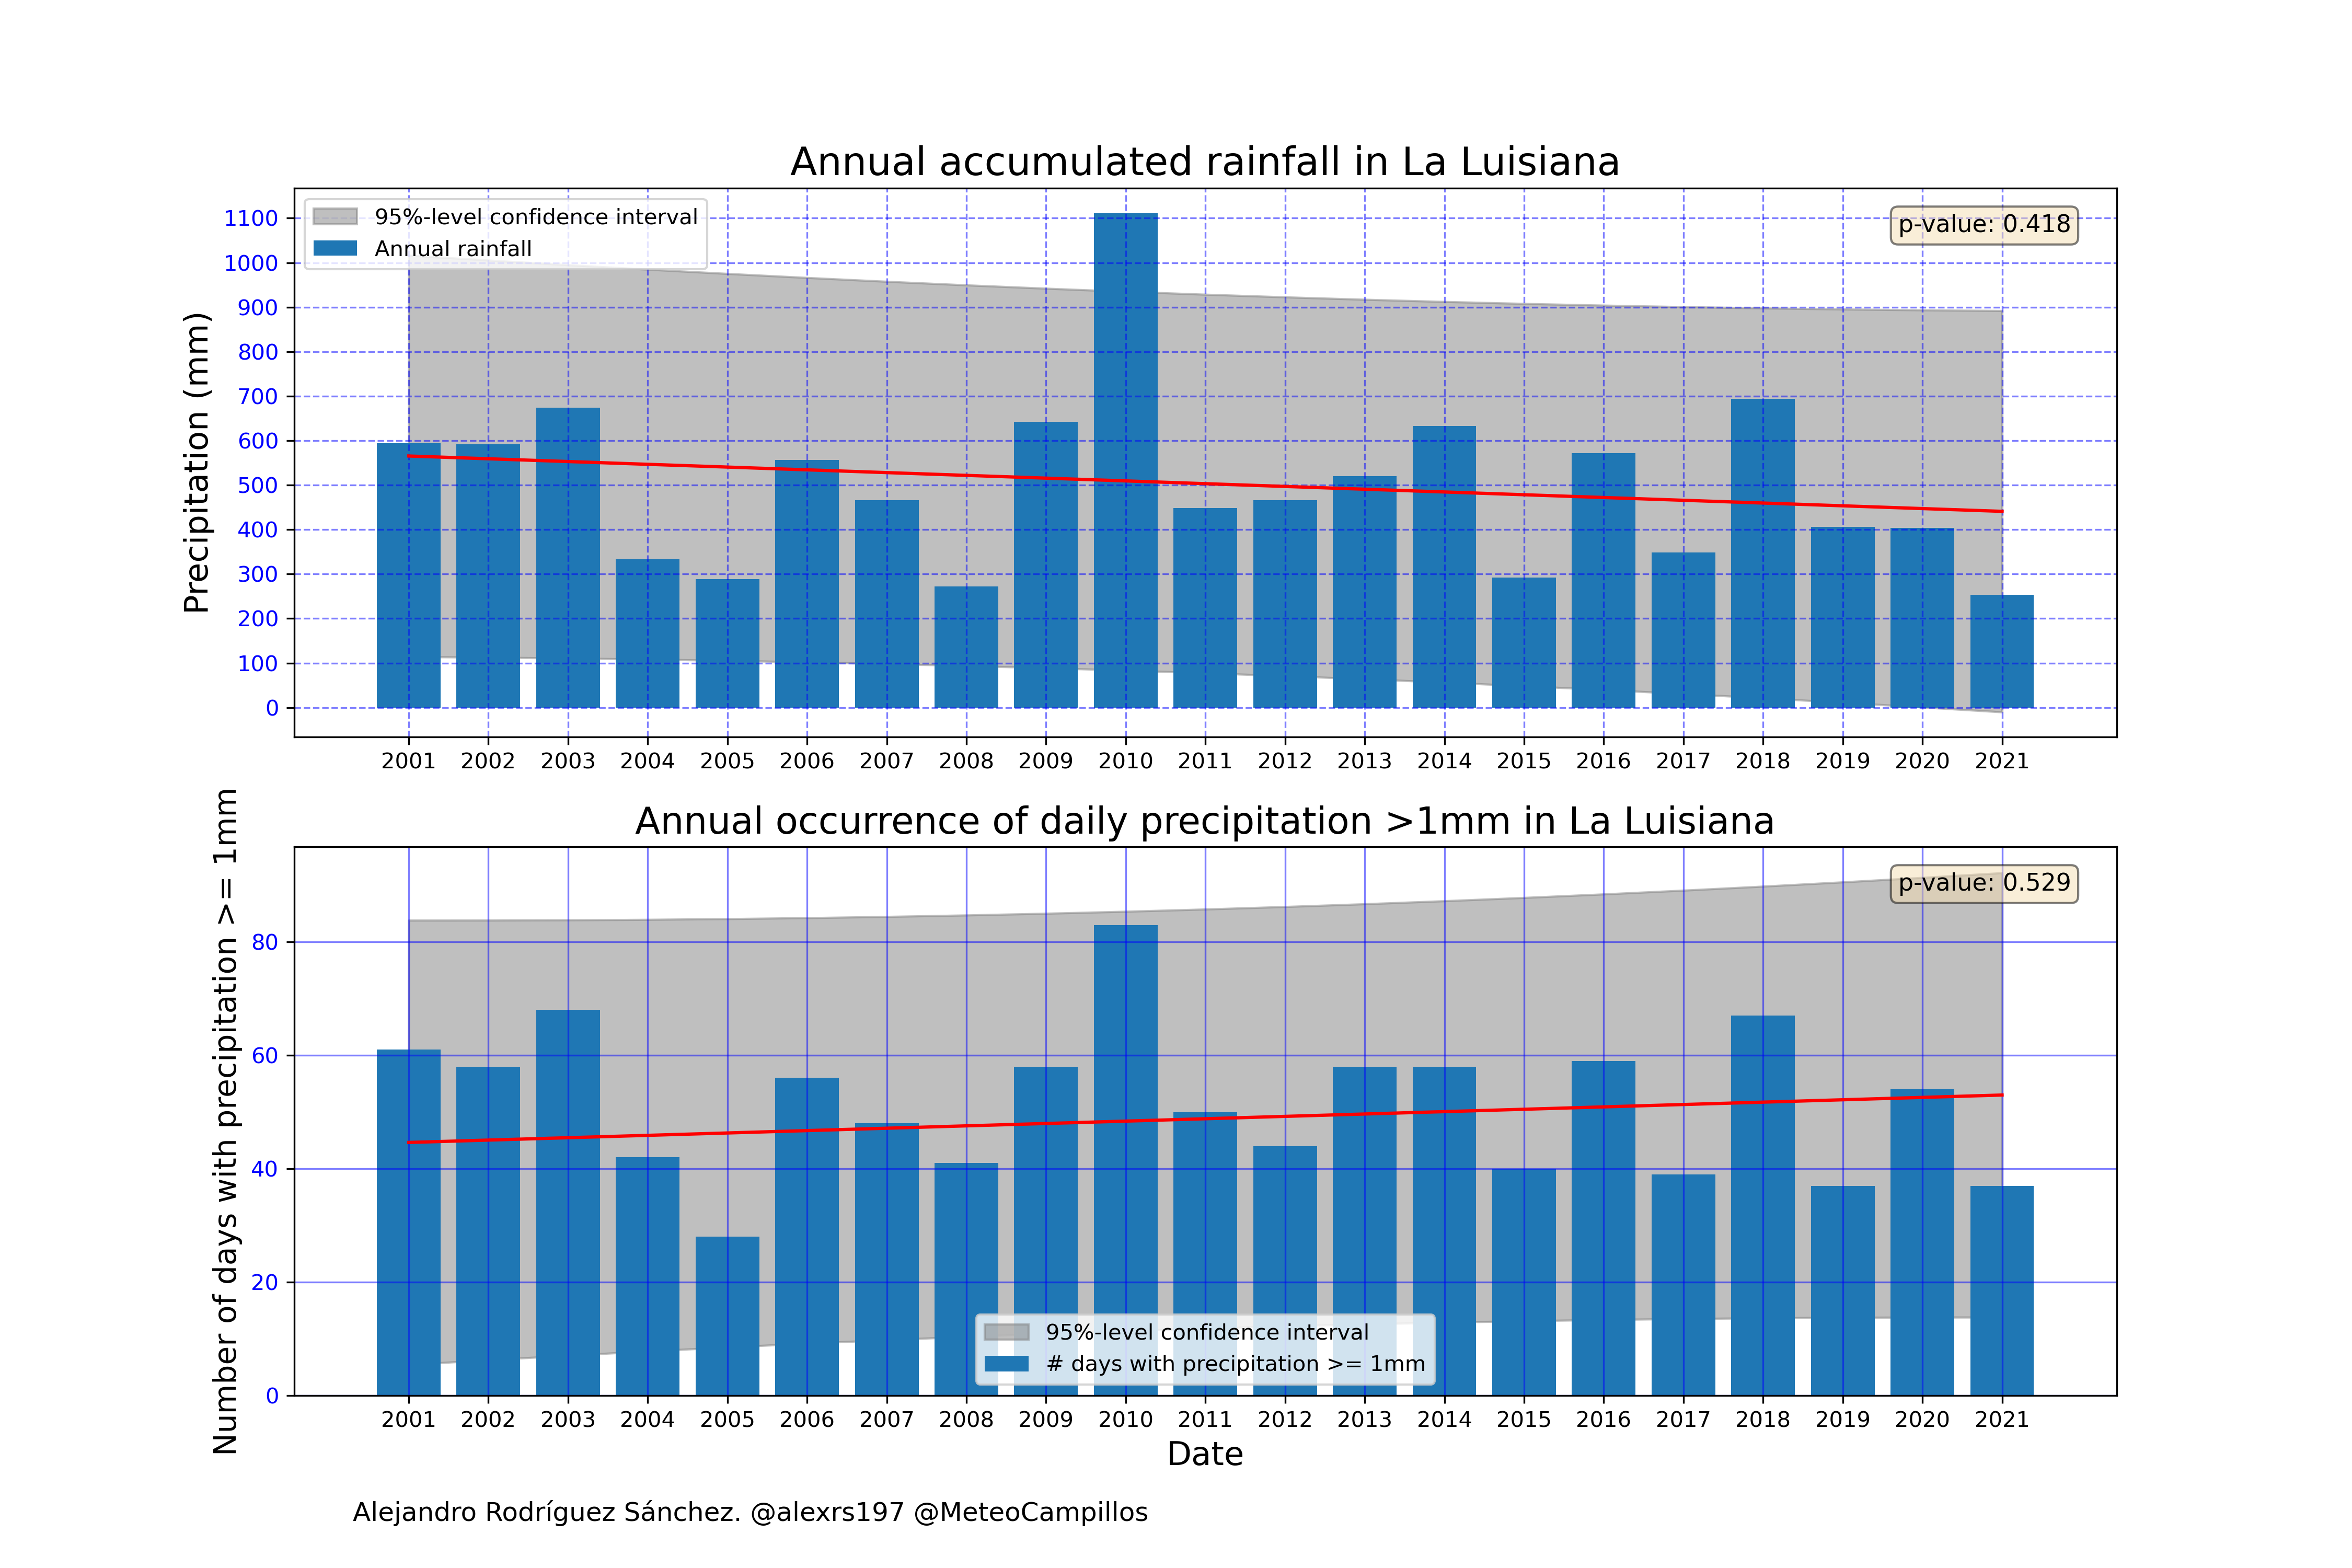 Annual accumulated rainfall in La Luisiana
95%-level confidence interval
Annual rainfall
p-value: 0.418
Precipitation (mm)
1100
1000
900
800
700
600
500
400
300
200
100
0
2001 2002 2003 2004 2005 2006 2007 2008 2009 2010 2011 2012 2013 2014 2015 2016 2017 2018 2019 2020 2021
Annual occurrence of daily precipitation >1mm in La Luisiana
p-value: 0.529
Number of days with precipitation >= 1mm
80
60
40
20
0
95%-level confidence interval
# days with precipitation >= 1mm
2001 2002 2003 2004 2005 2006 2007 2008 2009 2010 2011 2012 2013 2014 2015 2016 2017 2018 2019 2020 2021
Date
Alejandro Rodríguez Sánchez. @alexrs197 @MeteoCampillos